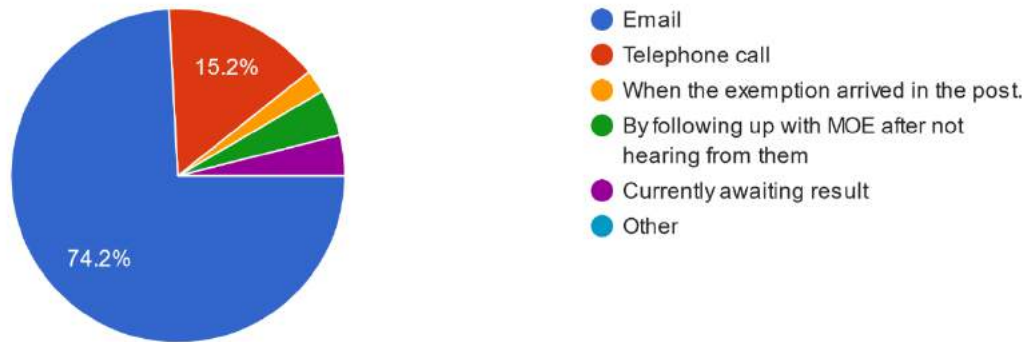 15.2%
74.2%
Email
Telephone call
When the exemption arrived in the post.
By following up with MOE after not
hearing from them
Currently awaiting result
Other